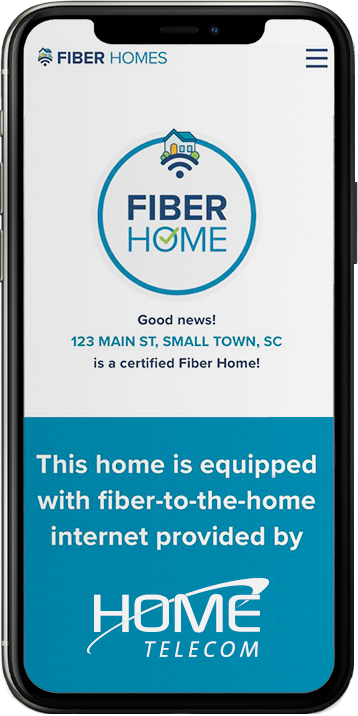 FIBER HOMES
FIBER
HOME
Good news!
123 MAIN ST, SMALL TOWN, SC
is a certified Fiber Home!
This home is equipped
with fiber-to-the-home
internet provided by
HOME
TELECOM